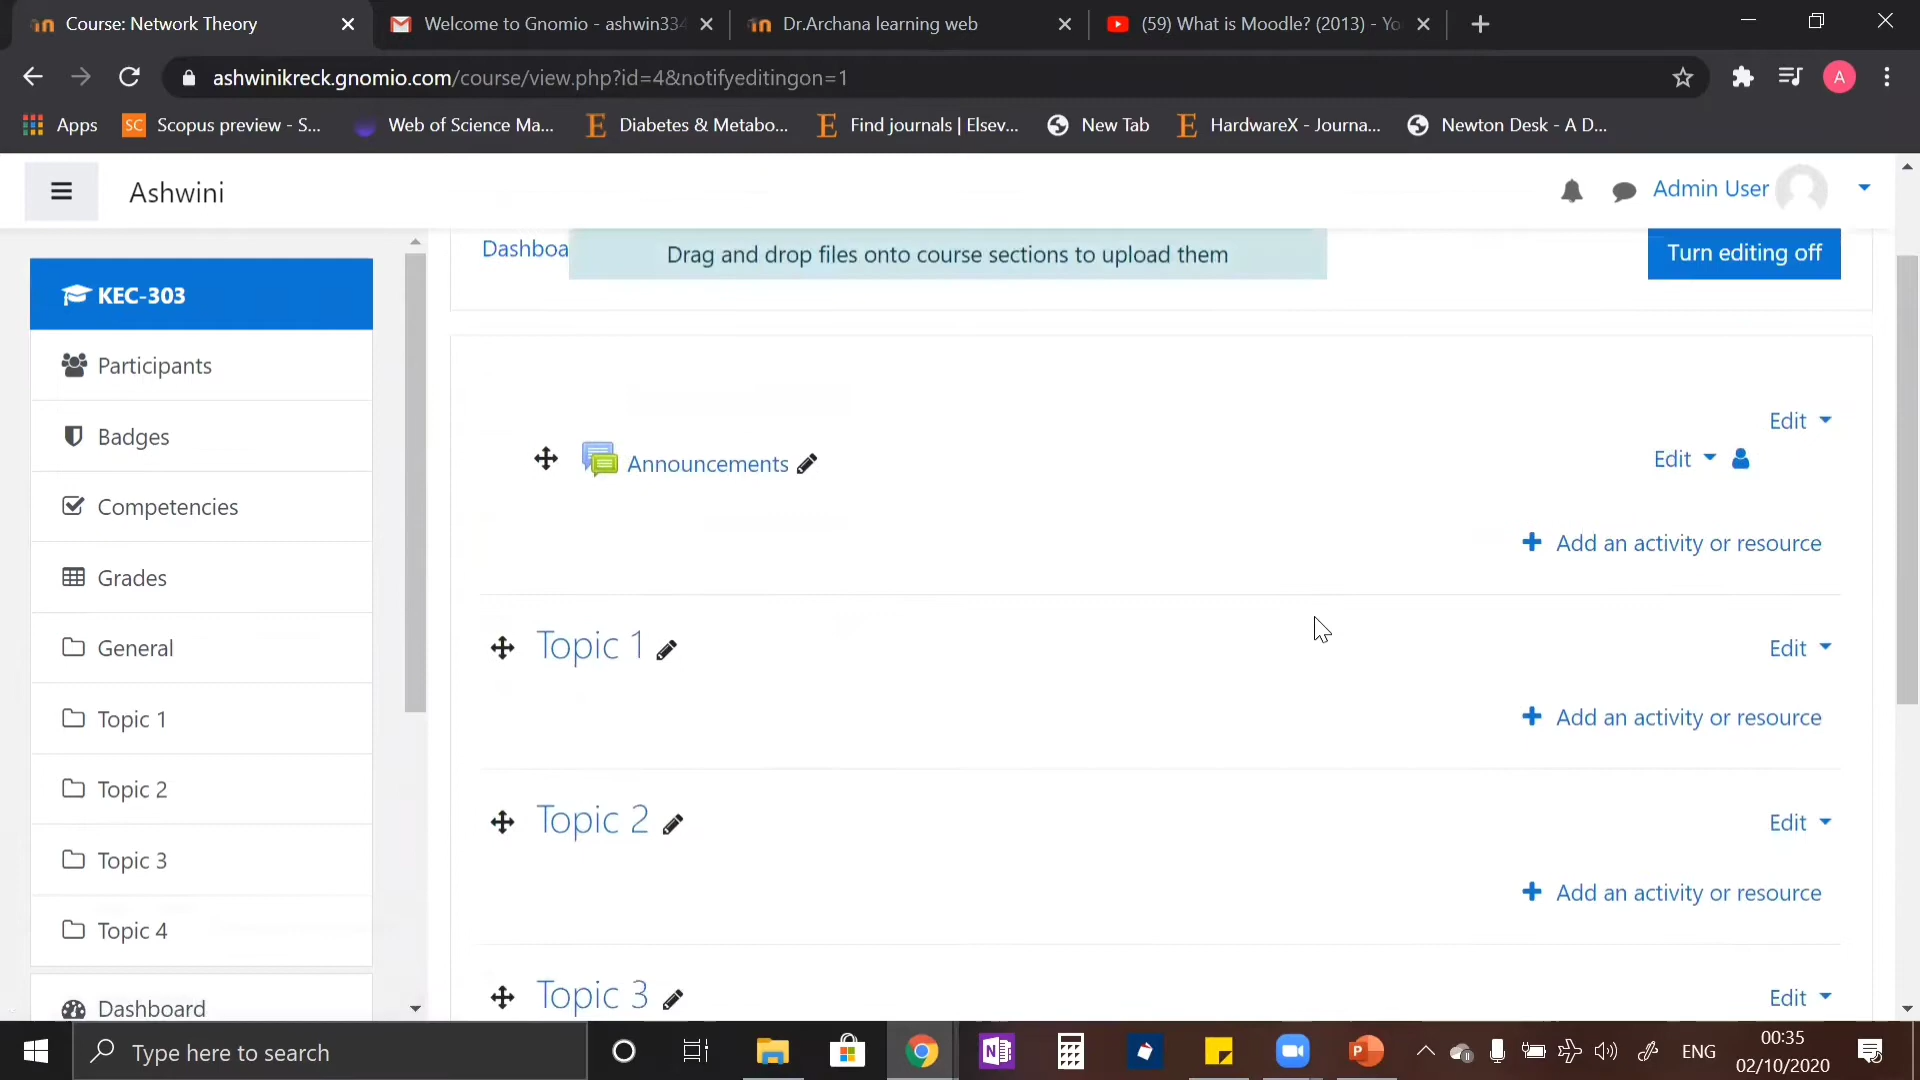 Course: Network Theory
Welcome to Gnomio - ashwin334
Dr.Archana learning web
(59) What is Moodle? (2013) - Yo
ashwinikreck.gnomio.com/course/view.php?id=4&notifyeditingon=1
A
Apps
SC Scopus preview - S...
Web of Science Ma...
E Diabetes & Metabo...
E Find journals | Elsev...
New Tab
E HardwareX - Journa...
Newton Desk - A D...
Ashwini
Admin User
Dashboa
Drag and drop files onto course sections to upload them
Turn editing off
KEC-303
Participants
Badges
Competencies
Grades
General
Topic 1
Topic 2
Topic 3
Topic 4
Dashboard
Edit
Announcements
Edit
Add an activity or resource
Topic 1
Edit
Add an activity or resource
Topic 2
Edit
Add an activity or resource
Topic 3
Edit
Type here to search
ENG
00:35
02/10/2020